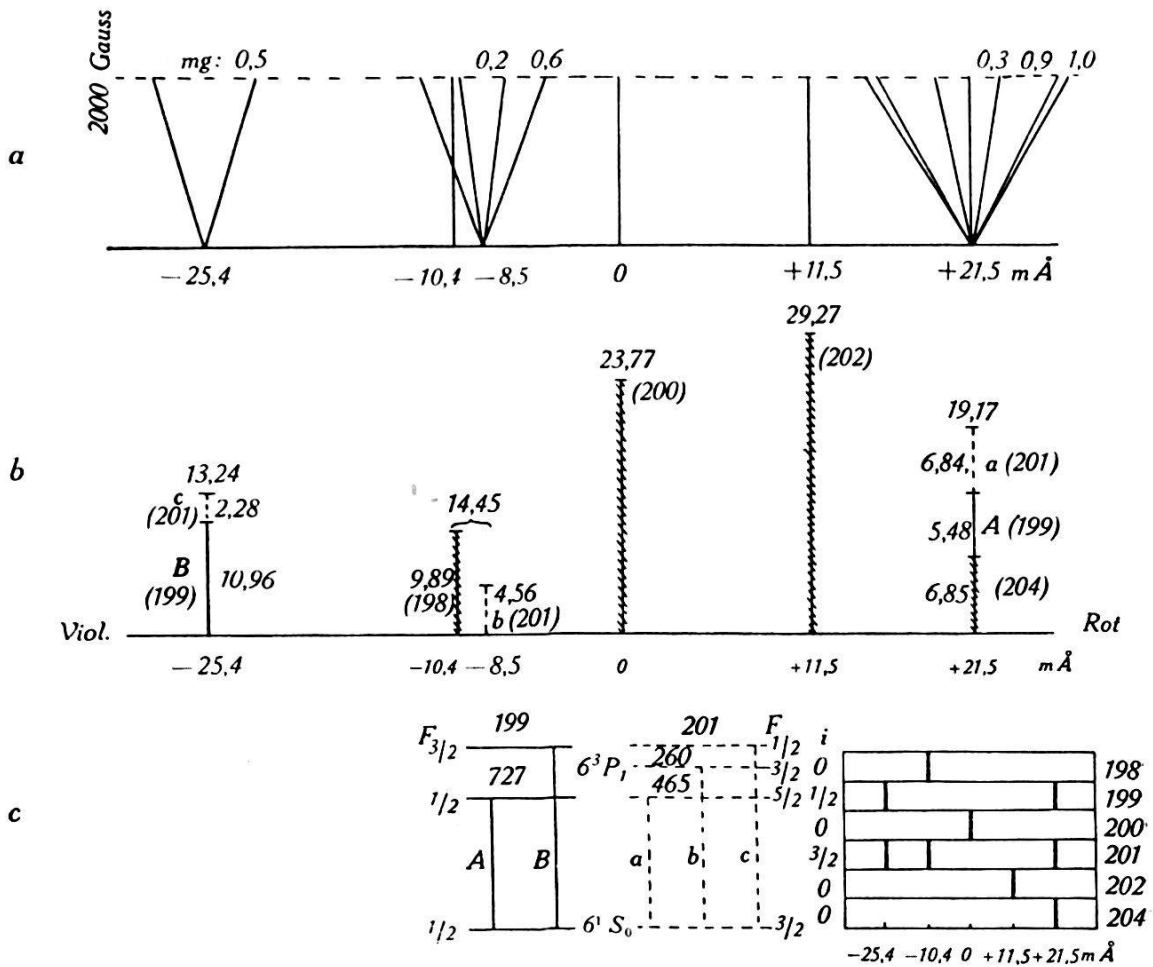 2000 Gauss
mg: 0,5 0,2 0,6 0,3 0,9 1,0
a
—25,4 —10,4 —8,5 0 +11,5 +21,5 mÅ
29,27
(202)
23,77
(200)
19,17
6,84, a (201)
b
13,24
c
(201) 2,28
14,45
5,48 A (199)
B
(199) 10,96
9,89
(198)
4,56
b (201)
6,85 (204)
Viol. Rot
—25,4 -10,4 —8,5 0 +11,5 +21,5 mÅ
199 201 F
F 3/2 1/2 i
260
6³P₁ 3/2 0 198
727 465
1/2 5/2 1/2 199
c
0 200
A B a b c 3/2 201
0 202
1/2 6¹S₀ 3/2 0 204
—25,4 —10,4 0 +11,5 +21,5 mÅ